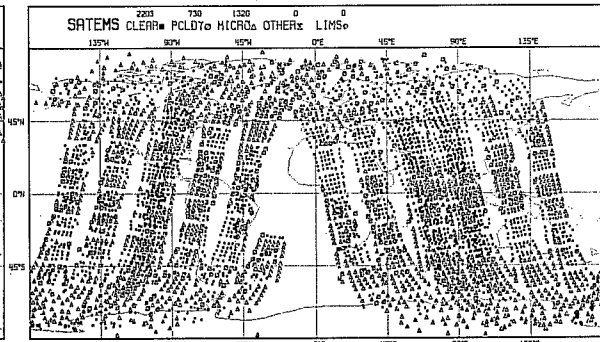 2203 730 1320 0 0
SATEMS CLEAR■ PCLDY◘ MICRO▵ OTHER⌶ LIMS◦
135°W 90°W 45°W 0°E 45°E 90°E 135°E
45°N
0°N
45°S